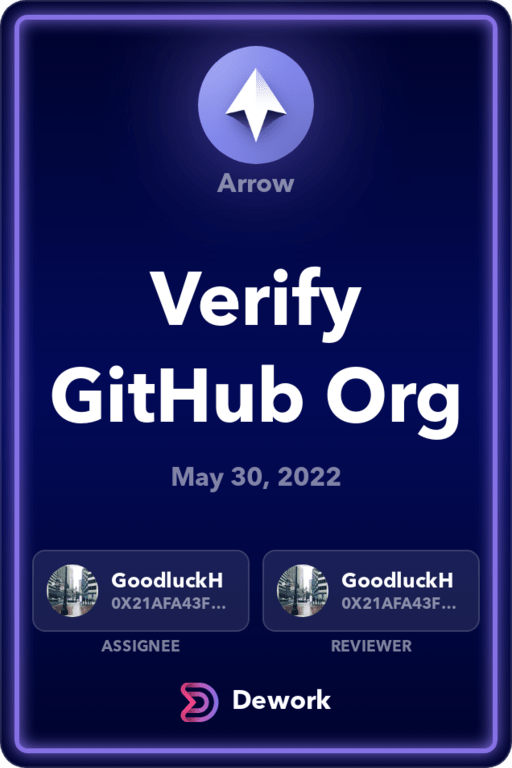 Arrow
Verify
GitHub Org
May 30, 2022
GoodluckH
0X21AFA43F...
ASSIGNEE
GoodluckH
0X21AFA43F...
REVIEWER
Dework